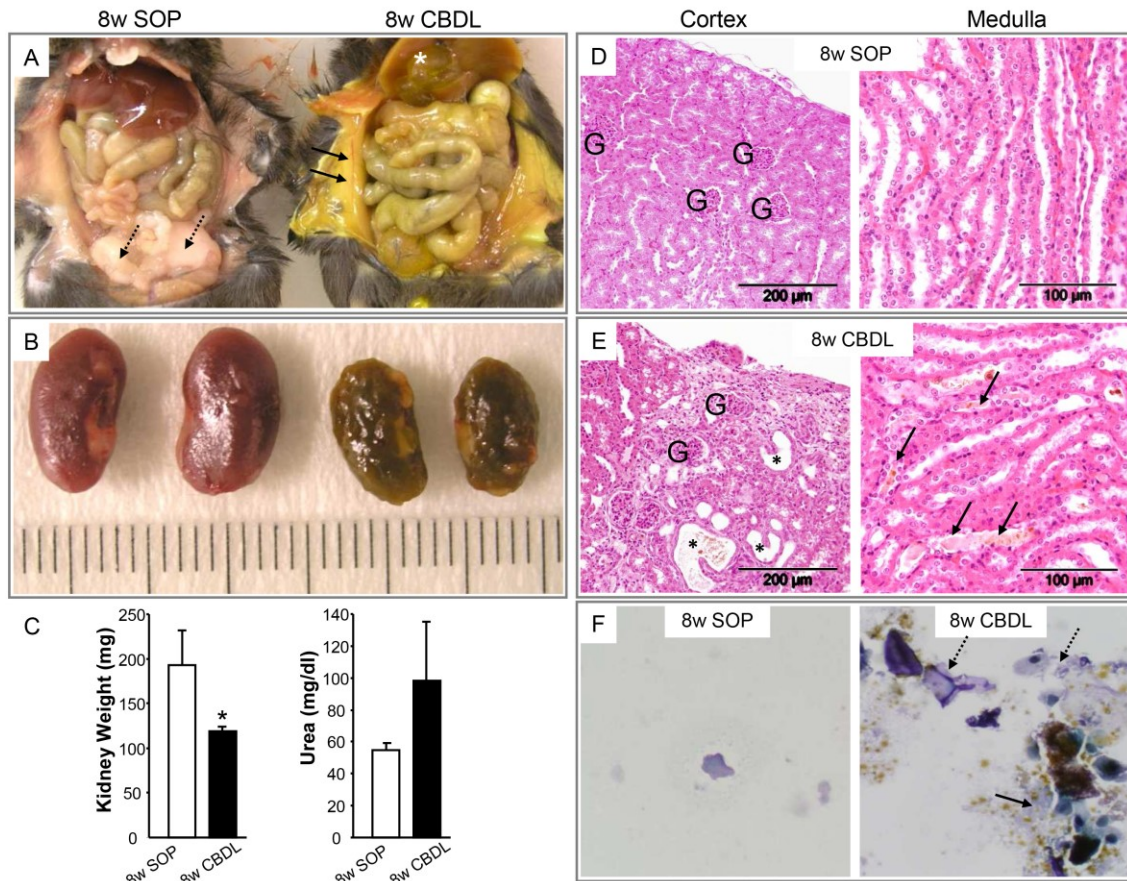 8w SOP
8w CBDL
Cortex
Medulla
A
*
B
C
Kidney Weight (mg)
250
200
150
100
50
0
*
8w SOP
8w CBDL
Urea (mg/dl)
140
120
100
80
60
40
20
0
8w SOP
8w CBDL
D
8w SOP
G
G
G
G
200 µm
100 µm
E
8w CBDL
G
G
*
*
*
200 µm
100 µm
F
8w SOP
8w CBDL